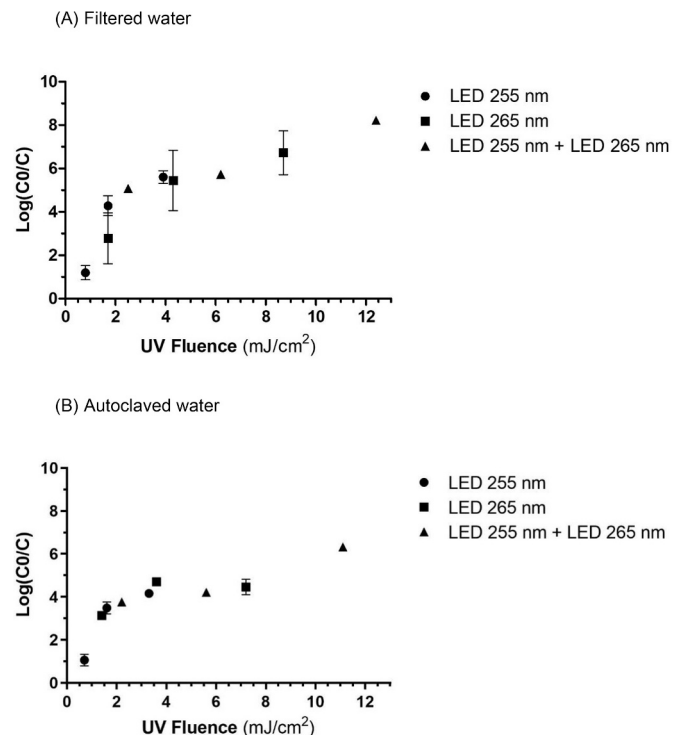 (A) Filtered water
10
8
6
4
2
0
Log(C0/C)
0 2 4 6 8 10 12
UV Fluence (mJ/cm²)
LED 255 nm
LED 265 nm
LED 255 nm + LED 265 nm
(B) Autoclaved water
10
8
6
4
2
0
Log(C0/C)
0 2 4 6 8 10 12
UV Fluence (mJ/cm²)
LED 255 nm
LED 265 nm
LED 255 nm + LED 265 nm